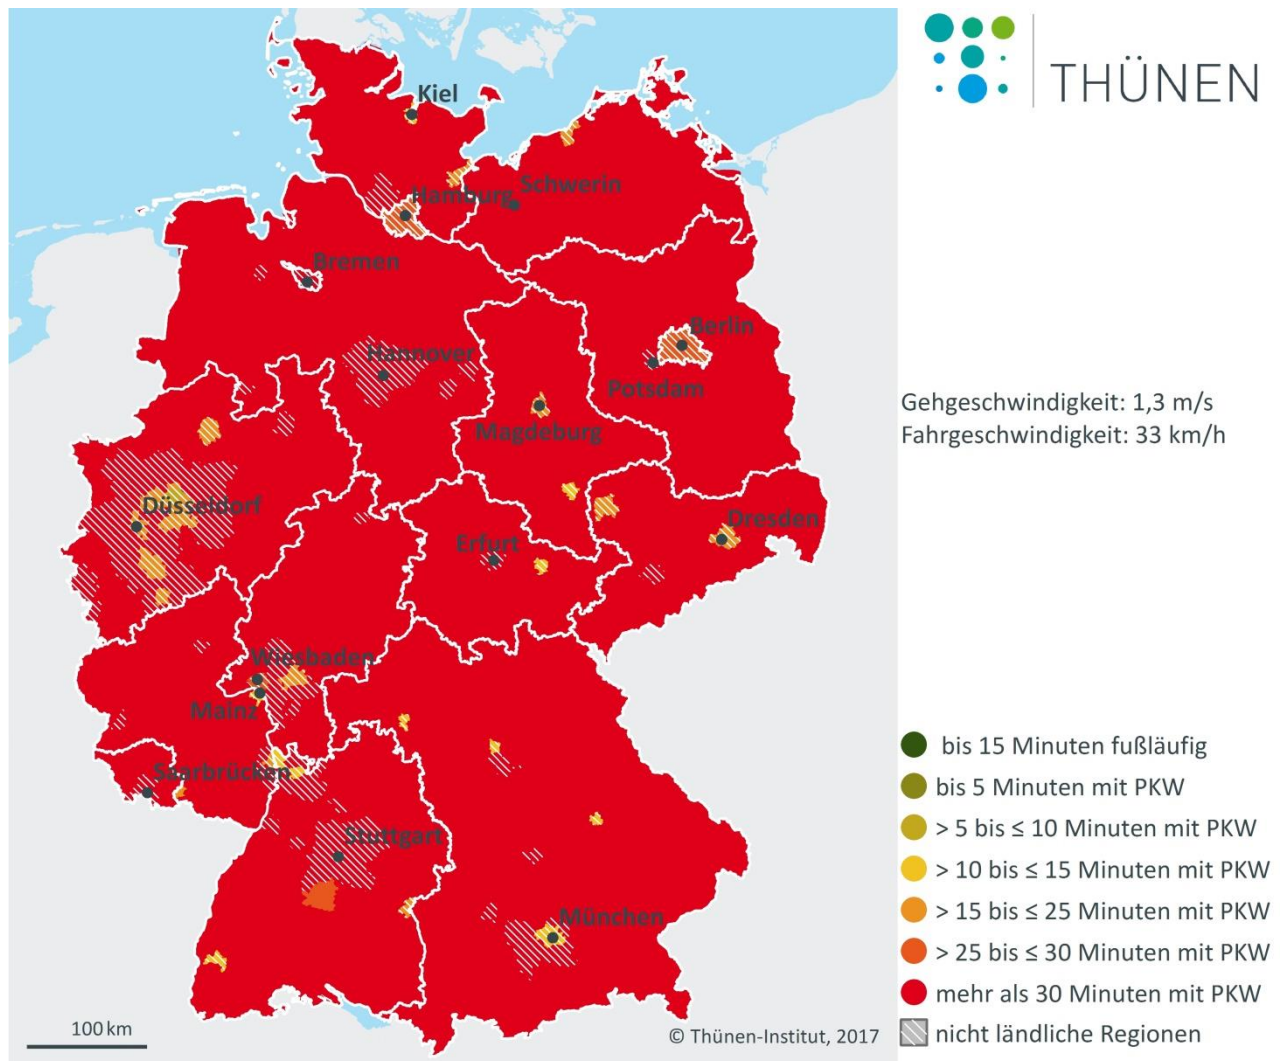 THÜNEN
Kiel
Schwerin
Hamburg
Bremen
Berlin
Hannover
Potsdam
Magdeburg
Düsseldorf
Dresden
Erfurt
Wiesbaden
Mainz
Saarbrücken
Stuttgart
München
Gehgeschwindigkeit: 1,3 m/s
Fahrgeschwindigkeit: 33 km/h
bis 15 Minuten fußläufig
bis 5 Minuten mit PKW
> 5 bis ≤ 10 Minuten mit PKW
> 10 bis ≤ 15 Minuten mit PKW
> 15 bis ≤ 25 Minuten mit PKW
> 25 bis ≤ 30 Minuten mit PKW
mehr als 30 Minuten mit PKW
nicht ländliche Regionen
100 km
© Thünen-Institut, 2017